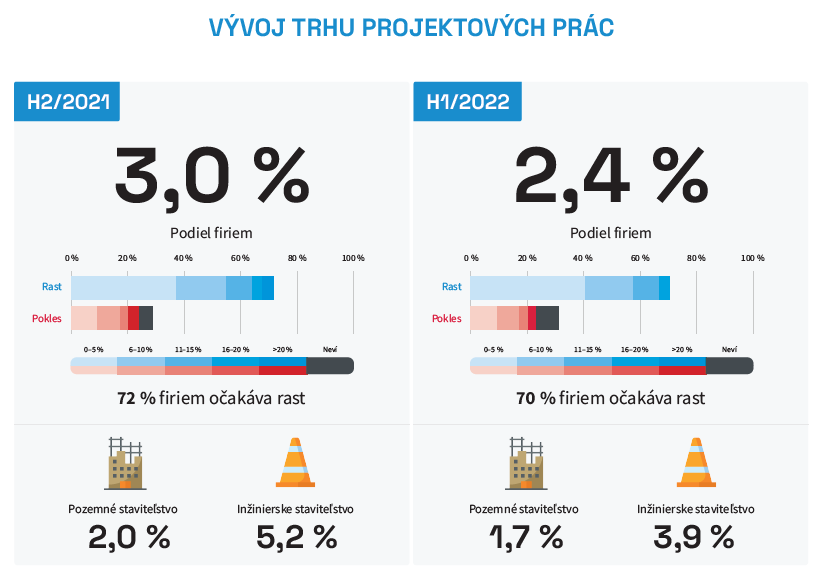 VÝVOJ TRHU PROJEKTOVÝCH PRÁC
H2/2021
3,0 %
Podiel firiem
0 % 20 % 40 % 60 % 80 % 100 %
Rast
Pokles
0–5 % 6–10 % 11–15 % 16–20 % >20 % Neví
72 % firiem očakáva rast
Pozemné staviteľstvo Inžinierske staviteľstvo
2,0 % 5,2 %
H1/2022
2,4 %
Podiel firiem
0 % 20 % 40 % 60 % 80 % 100 %
Rast
Pokles
0–5 % 6–10 % 11–15 % 16–20 % >20 % Neví
70 % firiem očakáva rast
Pozemné staviteľstvo Inžinierske staviteľstvo
1,7 % 3,9 %